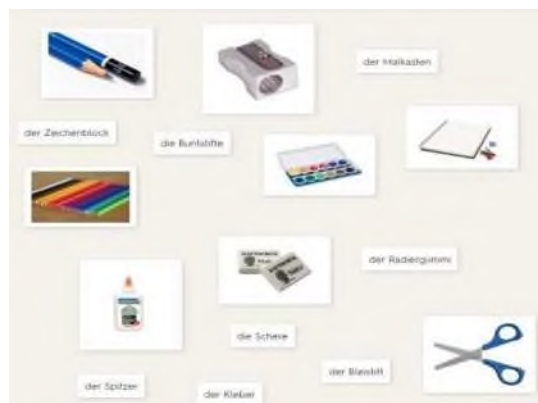 der Malkasten
der Zeichenblock
die Buntstifte
der Radiergummi
die Schere
der Bleistift
der Spitzer
der Kleber